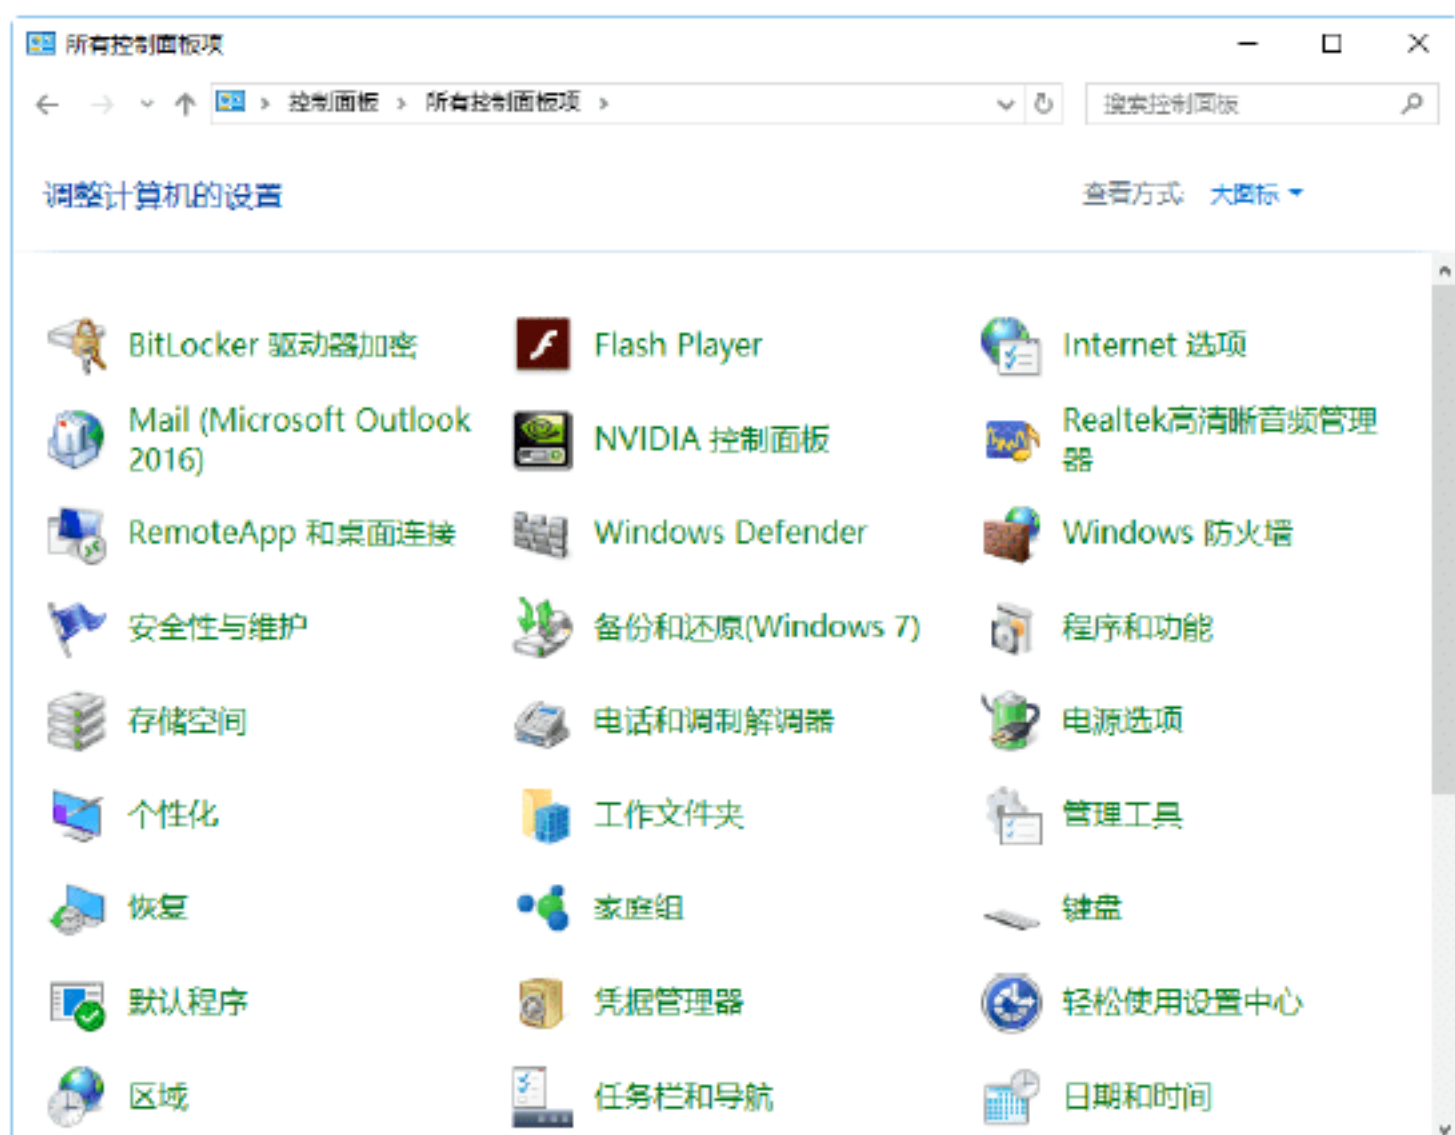 所有控制面板项
控制面板 所有控制面板项
搜索控制面板
调整计算机的设置
查看方式: 大图标
BitLocker 驱动器加密
Flash Player
Internet 选项
Mail (Microsoft Outlook
2016)
NVIDIA 控制面板
Realtek高清晰音频管理
器
RemoteApp 和桌面连接
Windows Defender
Windows 防火墙
安全性与维护
备份和还原(Windows 7)
程序和功能
存储空间
电话和调制解调器
电源选项
个性化
工作文件夹
管理工具
恢复
家庭组
键盘
默认程序
凭据管理器
轻松使用设置中心
区域
任务栏和导航
日期和时间